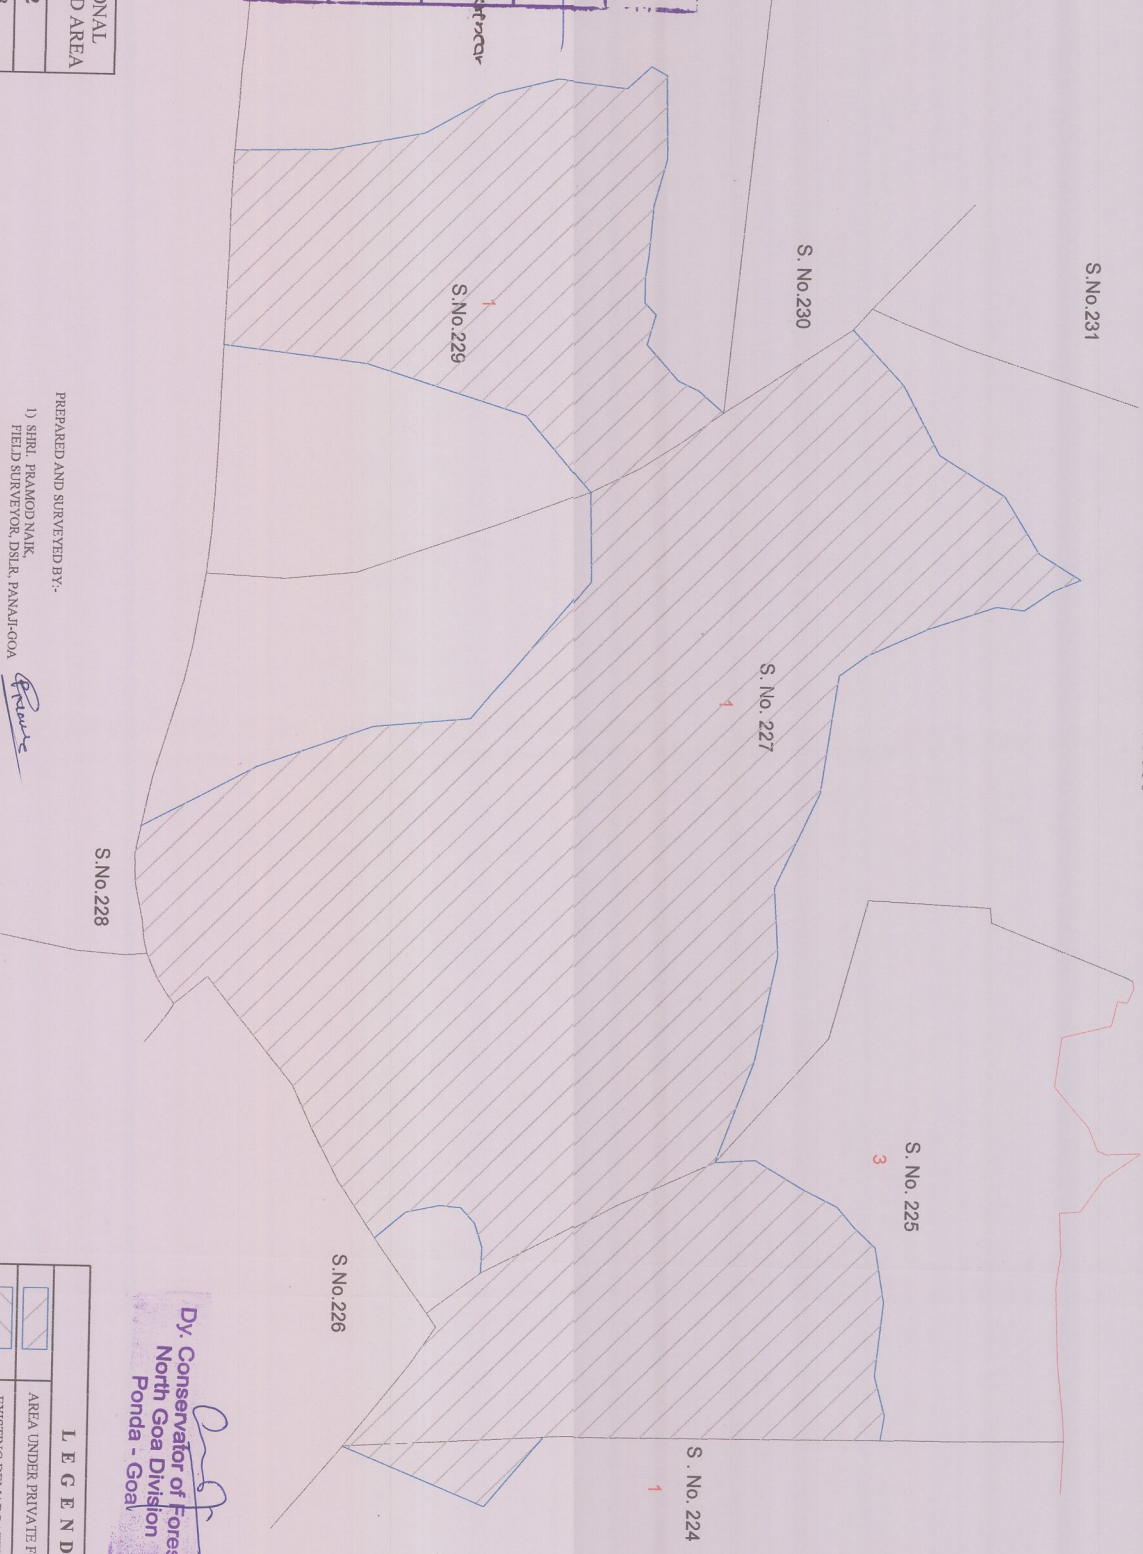 S.No.231
S. No.230
S.No.229
1
S. No. 227
1
S. No. 225
3
S.No.228
S.No.226
S . No. 224
1
D AREA
2
PREPARED AND SURVEYED BY:-
1) SHRI. PRAMOD NAIK,
FIELD SURVEYOR, DSLR, PANAJI-GOA
Dy. Conservator of Fores
North Goa Division
Ponda - Goa
L E G E N D
AREA UNDER PRIVATE F